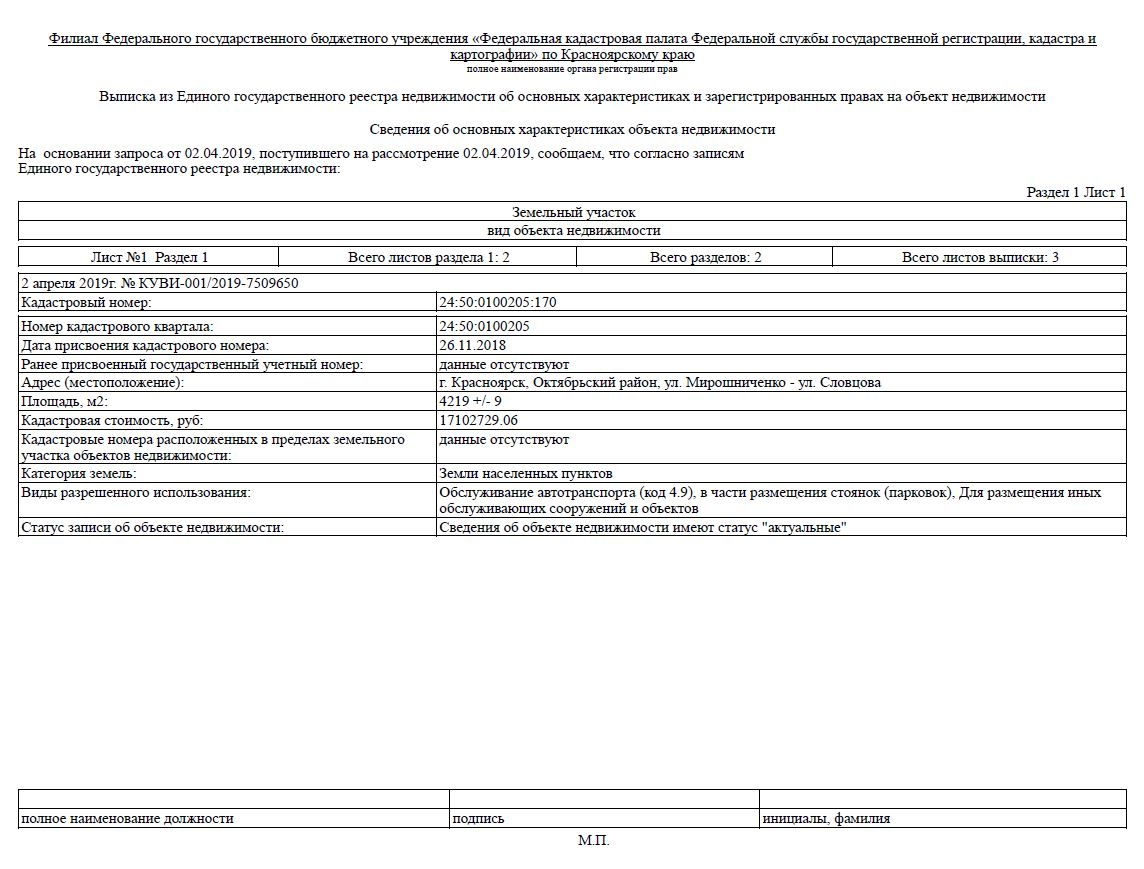 Филиал Федерального государственного бюджетного учреждения «Федеральная кадастровая палата Федеральной службы государственной регистрации, кадастра и
картографии» по Красноярскому краю
полное наименование органа регистрации прав
Выписка из Единого государственного реестра недвижимости об основных характеристиках и зарегистрированных правах на объект недвижимости
Сведения об основных характеристиках объекта недвижимости
На основании запроса от 02.04.2019, поступившего на рассмотрение 02.04.2019, сообщаем, что согласно записям
Единого государственного реестра недвижимости:
Раздел 1 Лист 1
Земельный участок
вид объекта недвижимости
Лист №1 Раздел 1 Всего листов раздела 1: 2 Всего разделов: 2 Всего листов выписки: 3
2 апреля 2019г. № КУВИ-001/2019-7509650
Кадастровый номер: 24:50:0100205:170
Номер кадастрового квартала: 24:50:0100205
Дата присвоения кадастрового номера: 26.11.2018
Ранее присвоенный государственный учетный номер: данные отсутствуют
Адрес (местоположение): г. Красноярск, Октябрьский район, ул. Мирошниченко - ул. Словцова
Площадь, м2: 4219 +/- 9
Кадастровая стоимость, руб: 17102729.06
Кадастровые номера расположенных в пределах земельного данные отсутствуют
участка объектов недвижимости:
Категория земель: Земли населенных пунктов
Виды разрешенного использования: Обслуживание автотранспорта (код 4.9), в части размещения стоянок (парковок), Для размещения иных
обслуживающих сооружений и объектов
Статус записи об объекте недвижимости: Сведения об объекте недвижимости имеют статус "актуальные"
полное наименование должности подпись инициалы, фамилия
М.П.